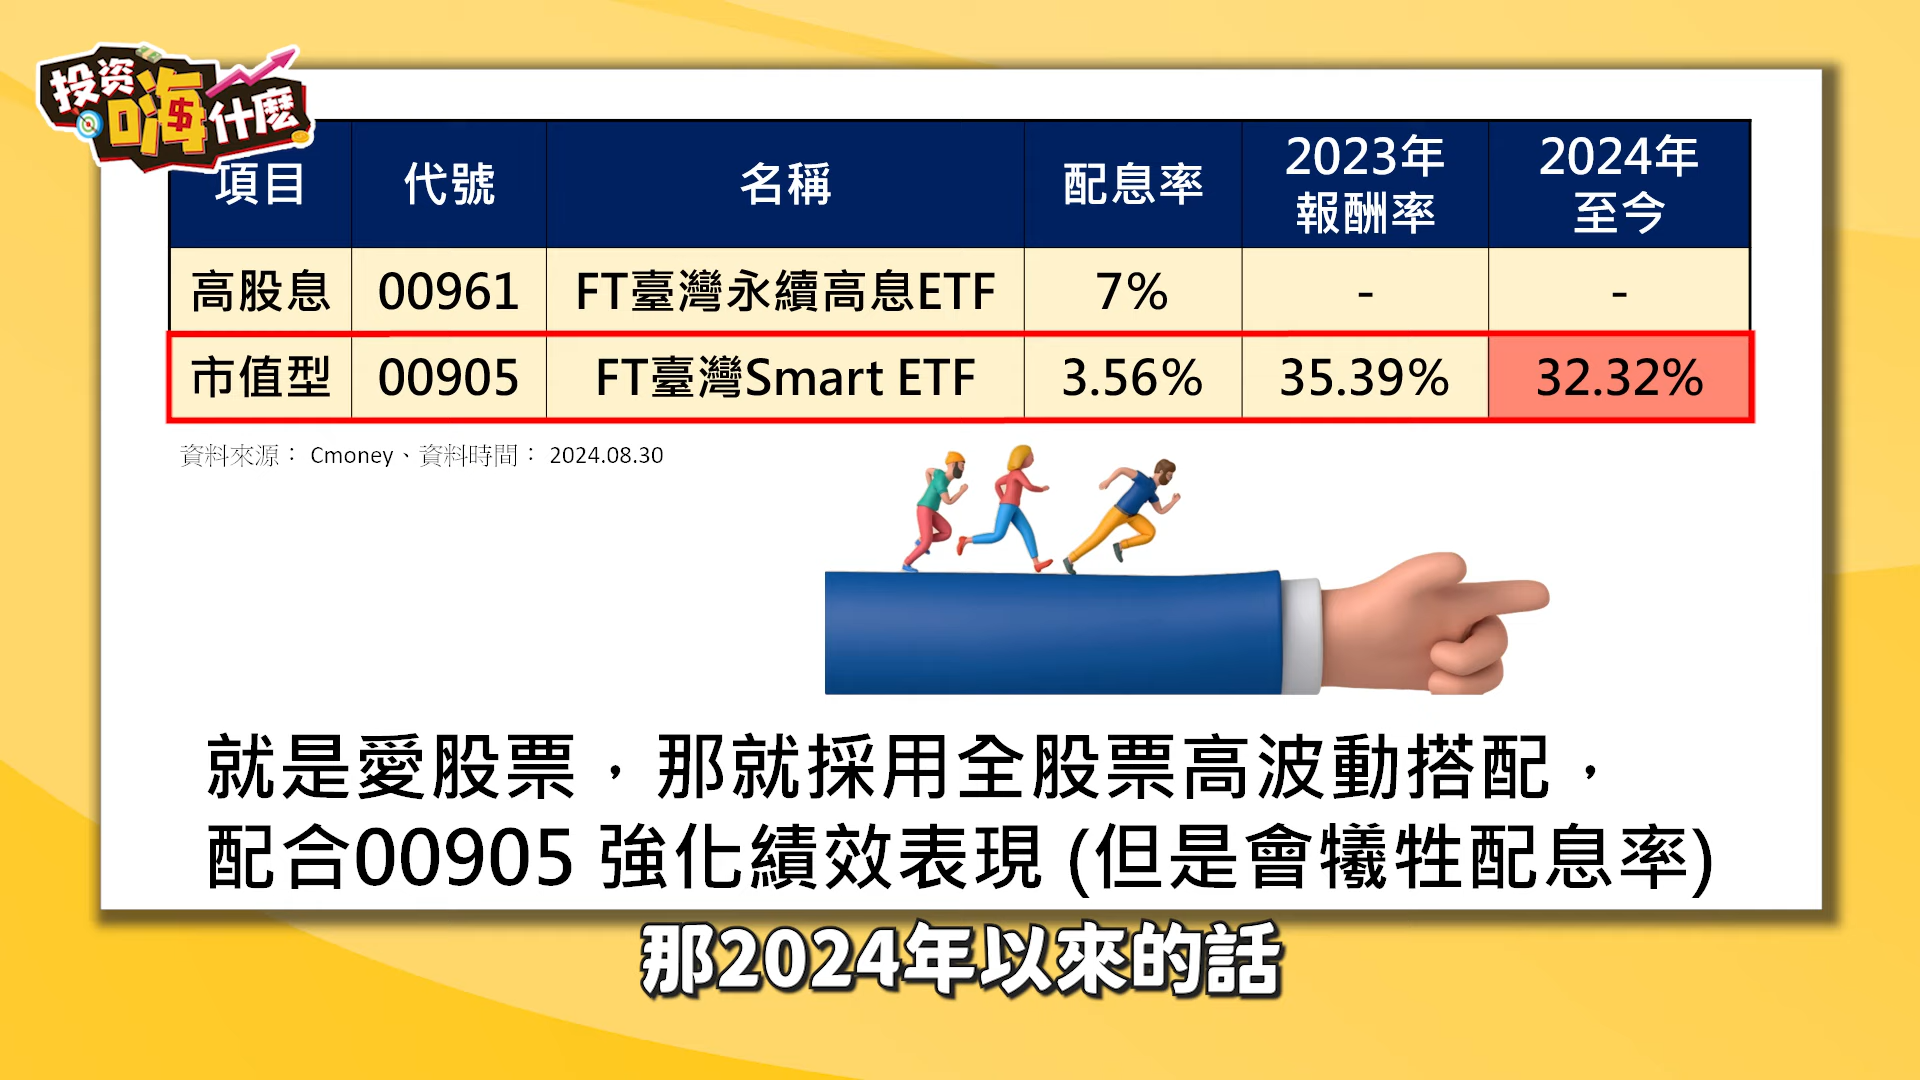 投資嗨什麼
項目 代號 名稱 配息率 2023年報酬率 2024年至今
高股息 00961 FT臺灣永續高息ETF 7% - -
市值型 00905 FT臺灣Smart ETF 3.56% 35.39% 32.32%
資料來源： Cmoney、資料時間： 2024.08.30
就是愛股票，那就採用全股票高波動搭配，
配合00905 強化績效表現 (但是會犧牲配息率)
那2024年以來的話